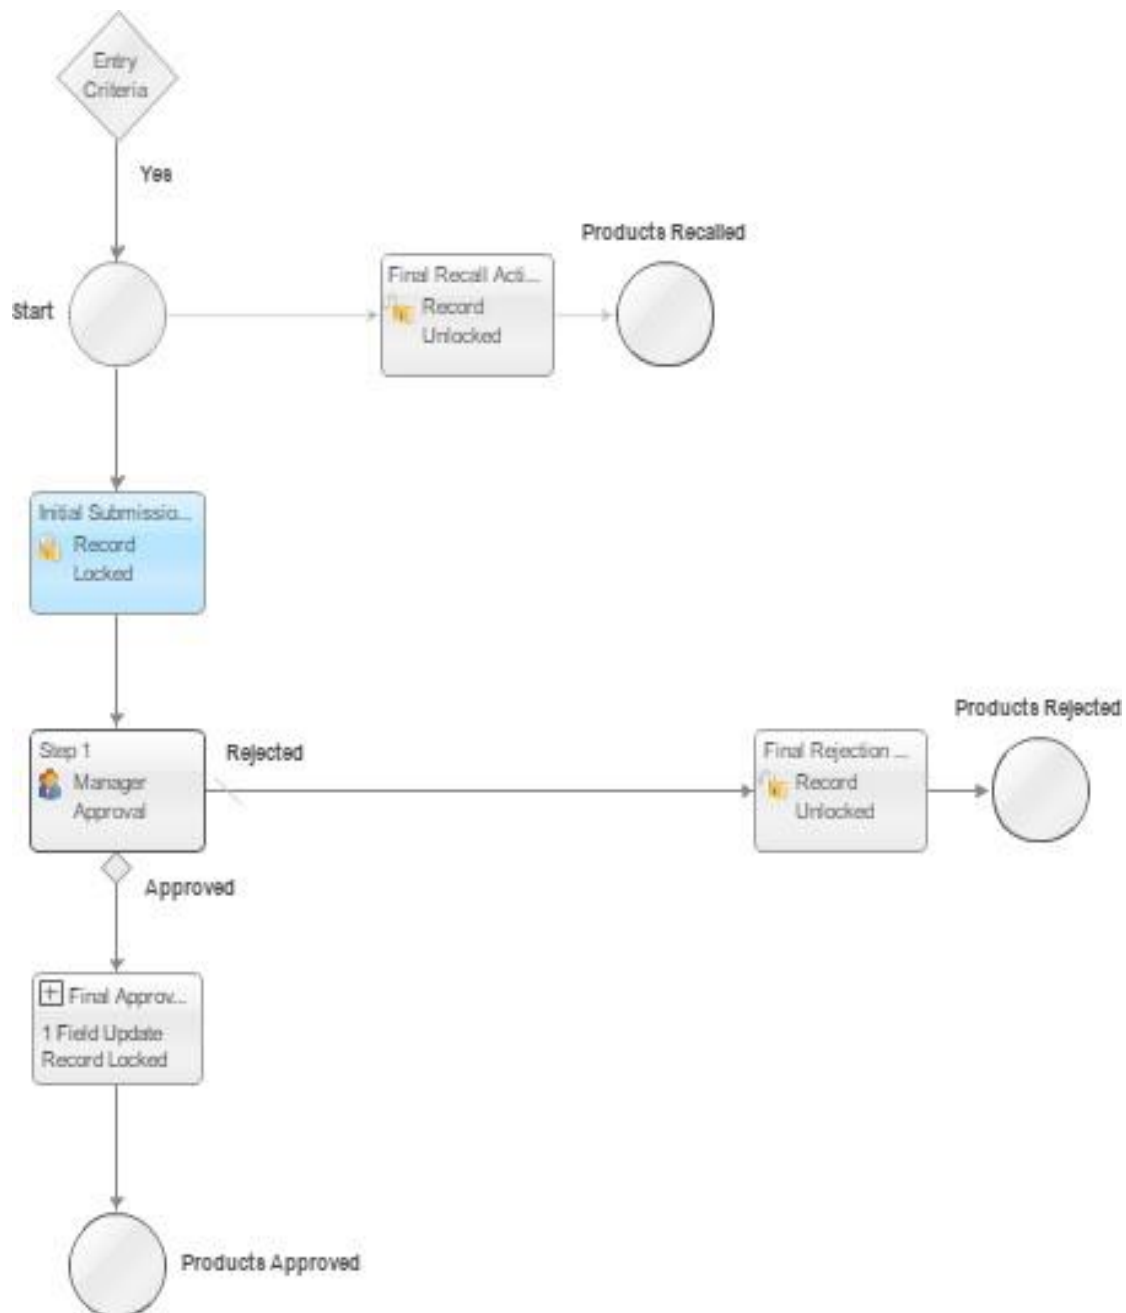 Entry
Criteria
Yes
Products Recalled
Start
Final Recall Acti...
Record
Unlocked
Initial Submissio...
Record
Locked
Products Rejected
Step 1
Manager
Approval
Rejected
Final Rejection ...
Record
Unlocked
Approved
Final Approv...
1 Field Update
Record Locked
Products Approved